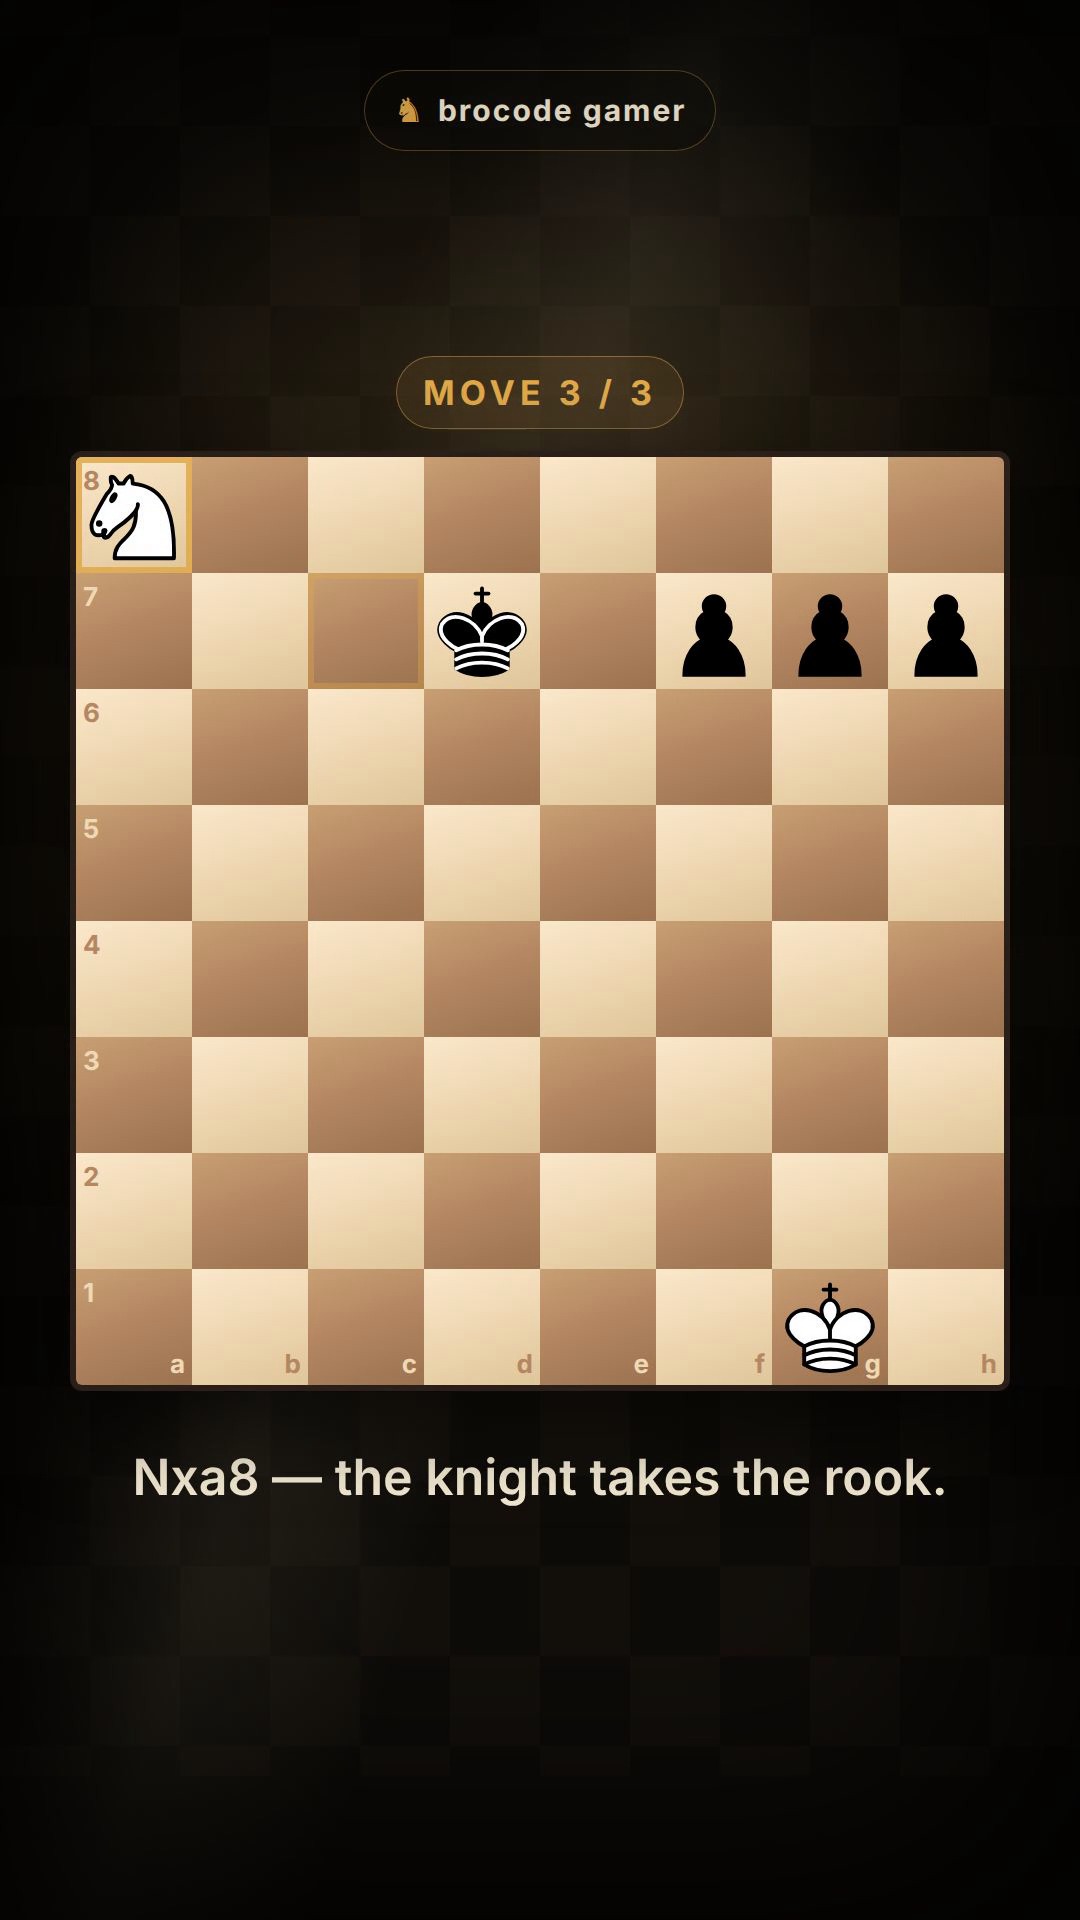 brocode gamer
MOVE 3 / 3
8
7
6
5
4
3
2
1
a b c d e f g h
Nxa8 — the knight takes the rook.